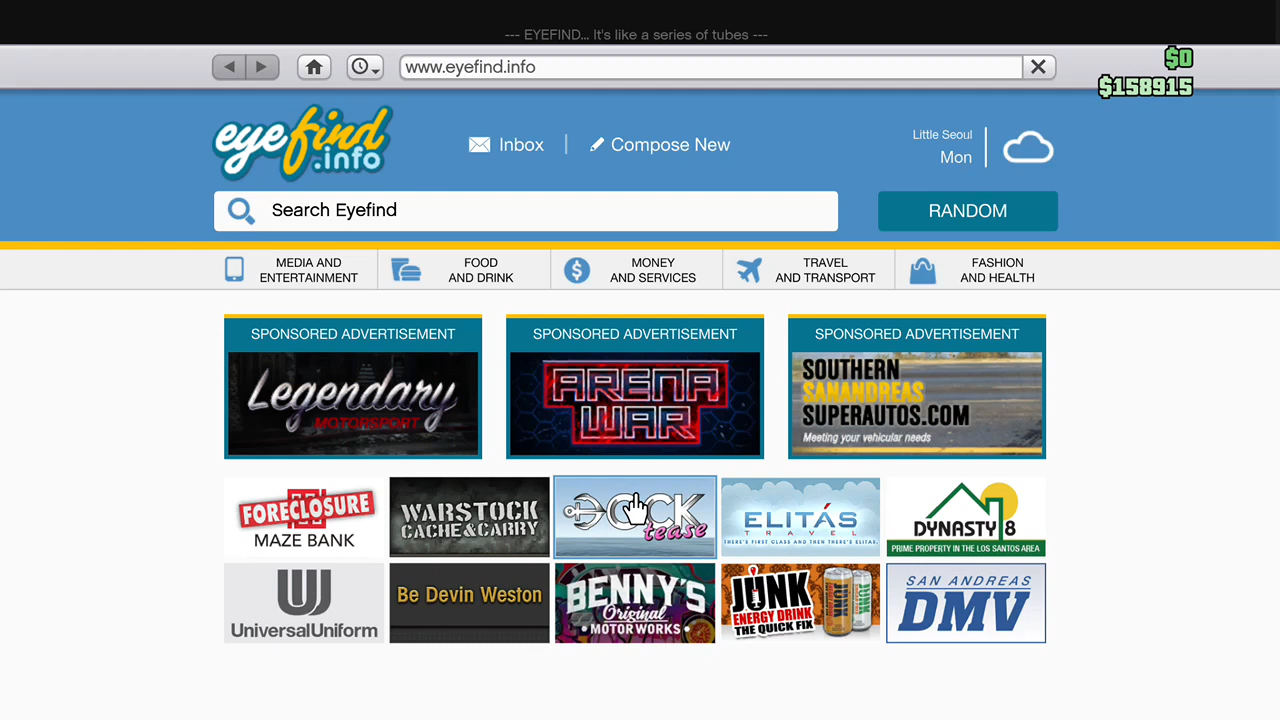 --- EYEFIND... It's like a series of tubes ---
www.eyefind.info
$0
$158915
eyefind
.info
Inbox
Compose New
Little Seoul
Mon
Search Eyefind
RANDOM
MEDIA AND
ENTERTAINMENT
FOOD
AND DRINK
MONEY
AND SERVICES
TRAVEL
AND TRANSPORT
FASHION
AND HEALTH
SPONSORED ADVERTISEMENT
Legendary
MOTORSPORT
SPONSORED ADVERTISEMENT
ARENA
WAR
SPONSORED ADVERTISEMENT
SOUTHERN
SANANDREAS
SUPERAUTOS.COM
Meeting your vehicular needs
FORECLOSURE
MAZE BANK
WARSTOCK
CACHE & CARRY
DOCK
tease
ELITÁS
TRAVEL
THERE'S FIRST CLASS AND THEN THERE'S ELITAS.
DYNASTY 8
PRIME PROPERTY IN THE LOS SANTOS AREA
UniversalUniform
Be Devin Weston
BENNY'S
Original
MOTOR WORKS
JUNK
ENERGY DRINK
THE QUICK FIX
JUNK
JUNK
SAN ANDREAS
DMV